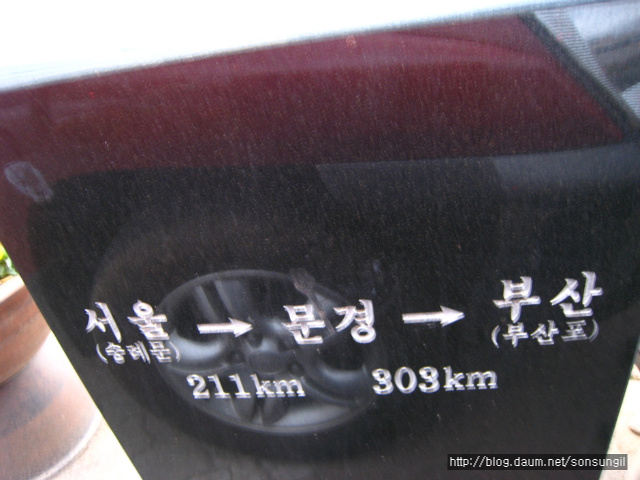 서울 → 문경 → 부산
(숭례문) (부산포)
211km 303km
http://blog.daum.net/sonsungil